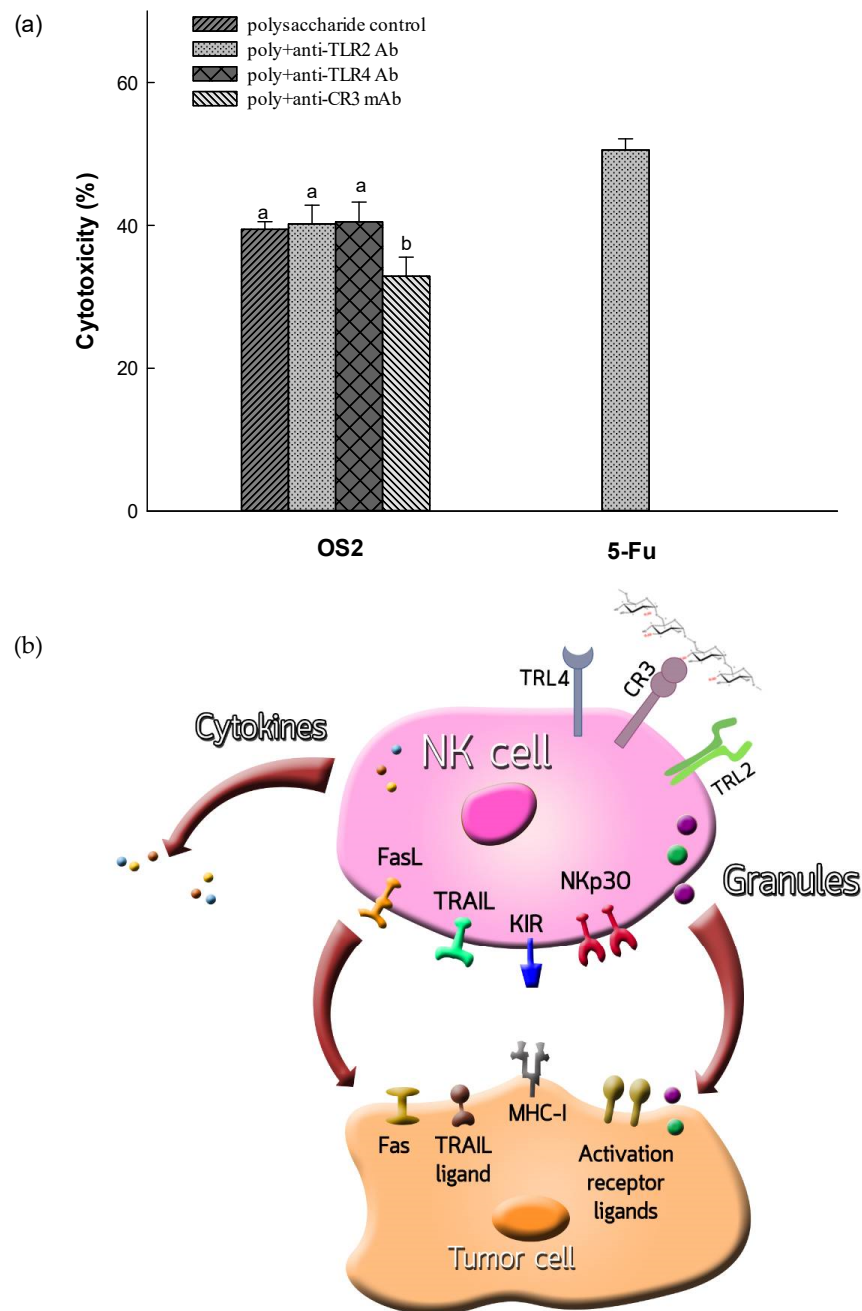 (a)
polysaccharide control
poly+anti-TLR2 Ab
poly+anti-TLR4 Ab
poly+anti-CR3 mAb
Cytotoxicity (%)
60
40
20
0
a
a
a
b
OS2
5-Fu
(b)
TRL4
CR3
TRL2
Cytokines
NK cell
FasL
TRAIL
KIR
NKp30
Granules
Fas
TRAIL
ligand
MHC-I
Activation
receptor
ligands
Tumor cell